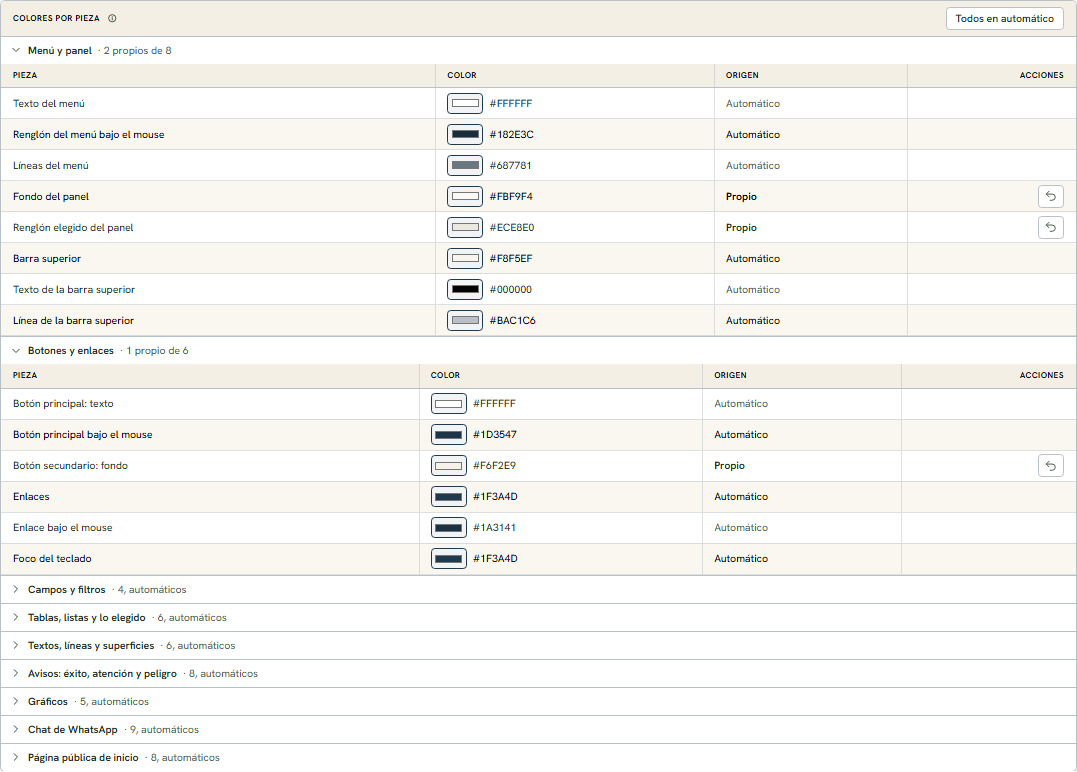 COLORES POR PIEZA
Todos en automático
Menú y panel · 2 propios de 8
PIEZA COLOR ORIGEN ACCIONES
Texto del menú #FFFFFF Automático
Renglón del menú bajo el mouse #182E3C Automático
Líneas del menú #687781 Automático
Fondo del panel #FBF9F4 Propio
Renglón elegido del panel #ECE8E0 Propio
Barra superior #F8F5EF Automático
Texto de la barra superior #000000 Automático
Línea de la barra superior #BAC1C6 Automático
Botones y enlaces · 1 propio de 6
PIEZA COLOR ORIGEN ACCIONES
Botón principal: texto #FFFFFF Automático
Botón principal bajo el mouse #1D3547 Automático
Botón secundario: fondo #F6F2E9 Propio
Enlaces #1F3A4D Automático
Enlace bajo el mouse #1A3141 Automático
Foco del teclado #1F3A4D Automático
Campos y filtros · 4, automáticos
Tablas, listas y lo elegido · 6, automáticos
Textos, líneas y superficies · 6, automáticos
Avisos: éxito, atención y peligro · 8, automáticos
Gráficos · 5, automáticos
Chat de WhatsApp · 9, automáticos
Página pública de inicio · 8, automáticos